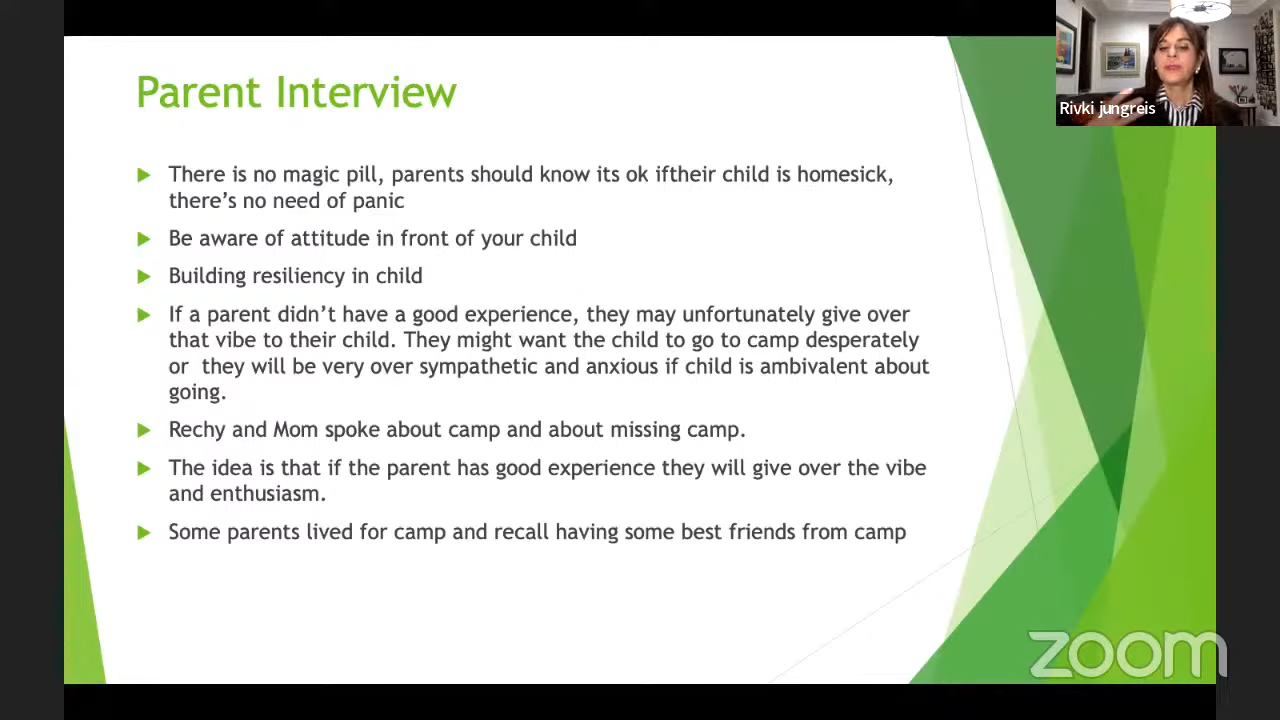 Parent Interview
Rivki jungreis
There is no magic pill, parents should know its ok iftheir child is homesick,
there's no need of panic
Be aware of attitude in front of your child
Building resiliency in child
If a parent didn't have a good experience, they may unfortunately give over
that vibe to their child. They might want the child to go to camp desperately
or they will be very over sympathetic and anxious if child is ambivalent about
going.
Rechy and Mom spoke about camp and about missing camp.
The idea is that if the parent has good experience they will give over the vibe
and enthusiasm.
Some parents lived for camp and recall having some best friends from camp
zoom